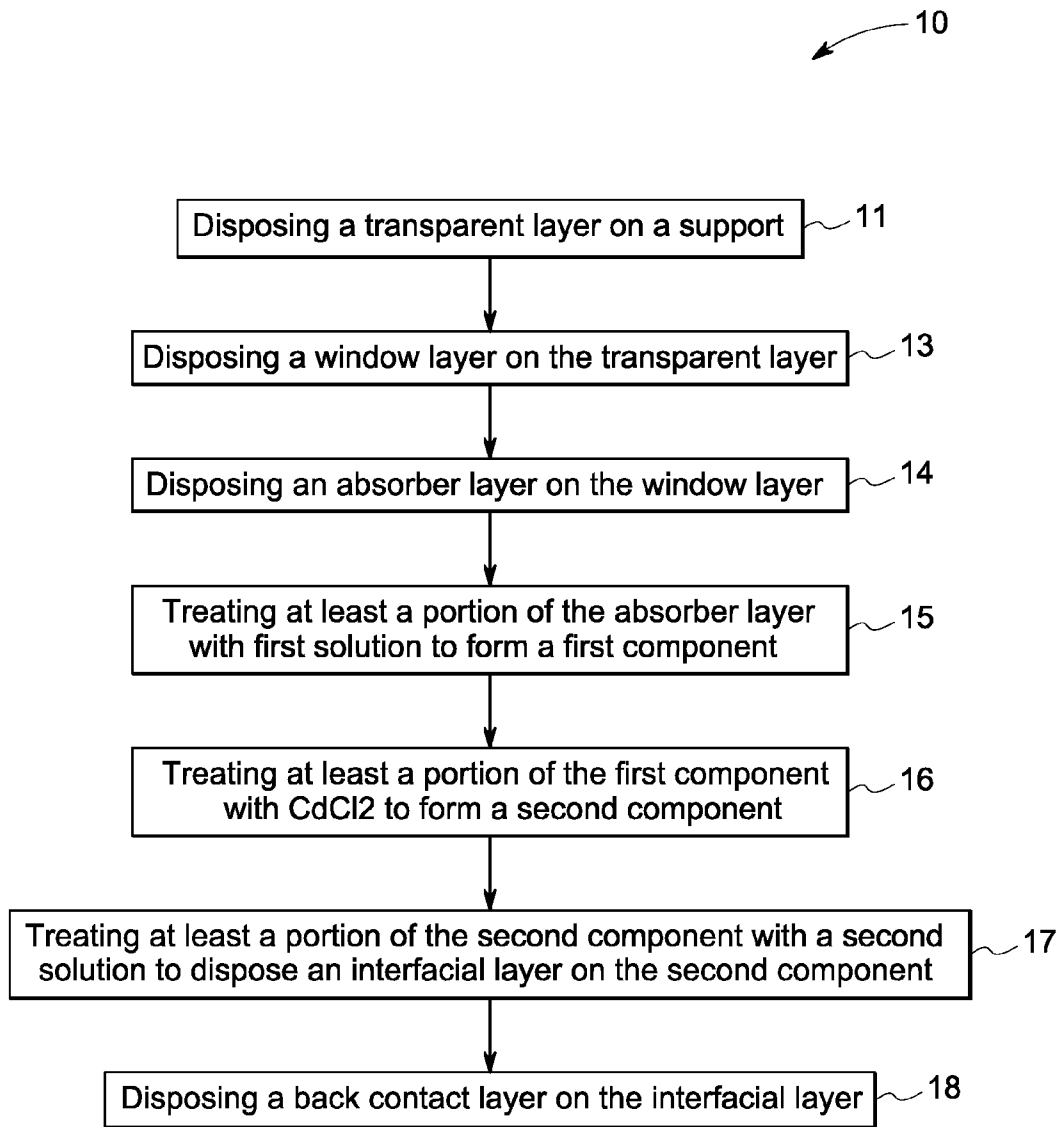 10
Disposing a transparent layer on a support
11
Disposing a window layer on the transparent layer
13
Disposing an absorber layer on the window layer
14
Treating at least a portion of the absorber layer
with first solution to form a first component
15
Treating at least a portion of the first component
with CdCl2 to form a second component
16
Treating at least a portion of the second component with a second
solution to dispose an interfacial layer on the second component
17
Disposing a back contact layer on the interfacial layer
18